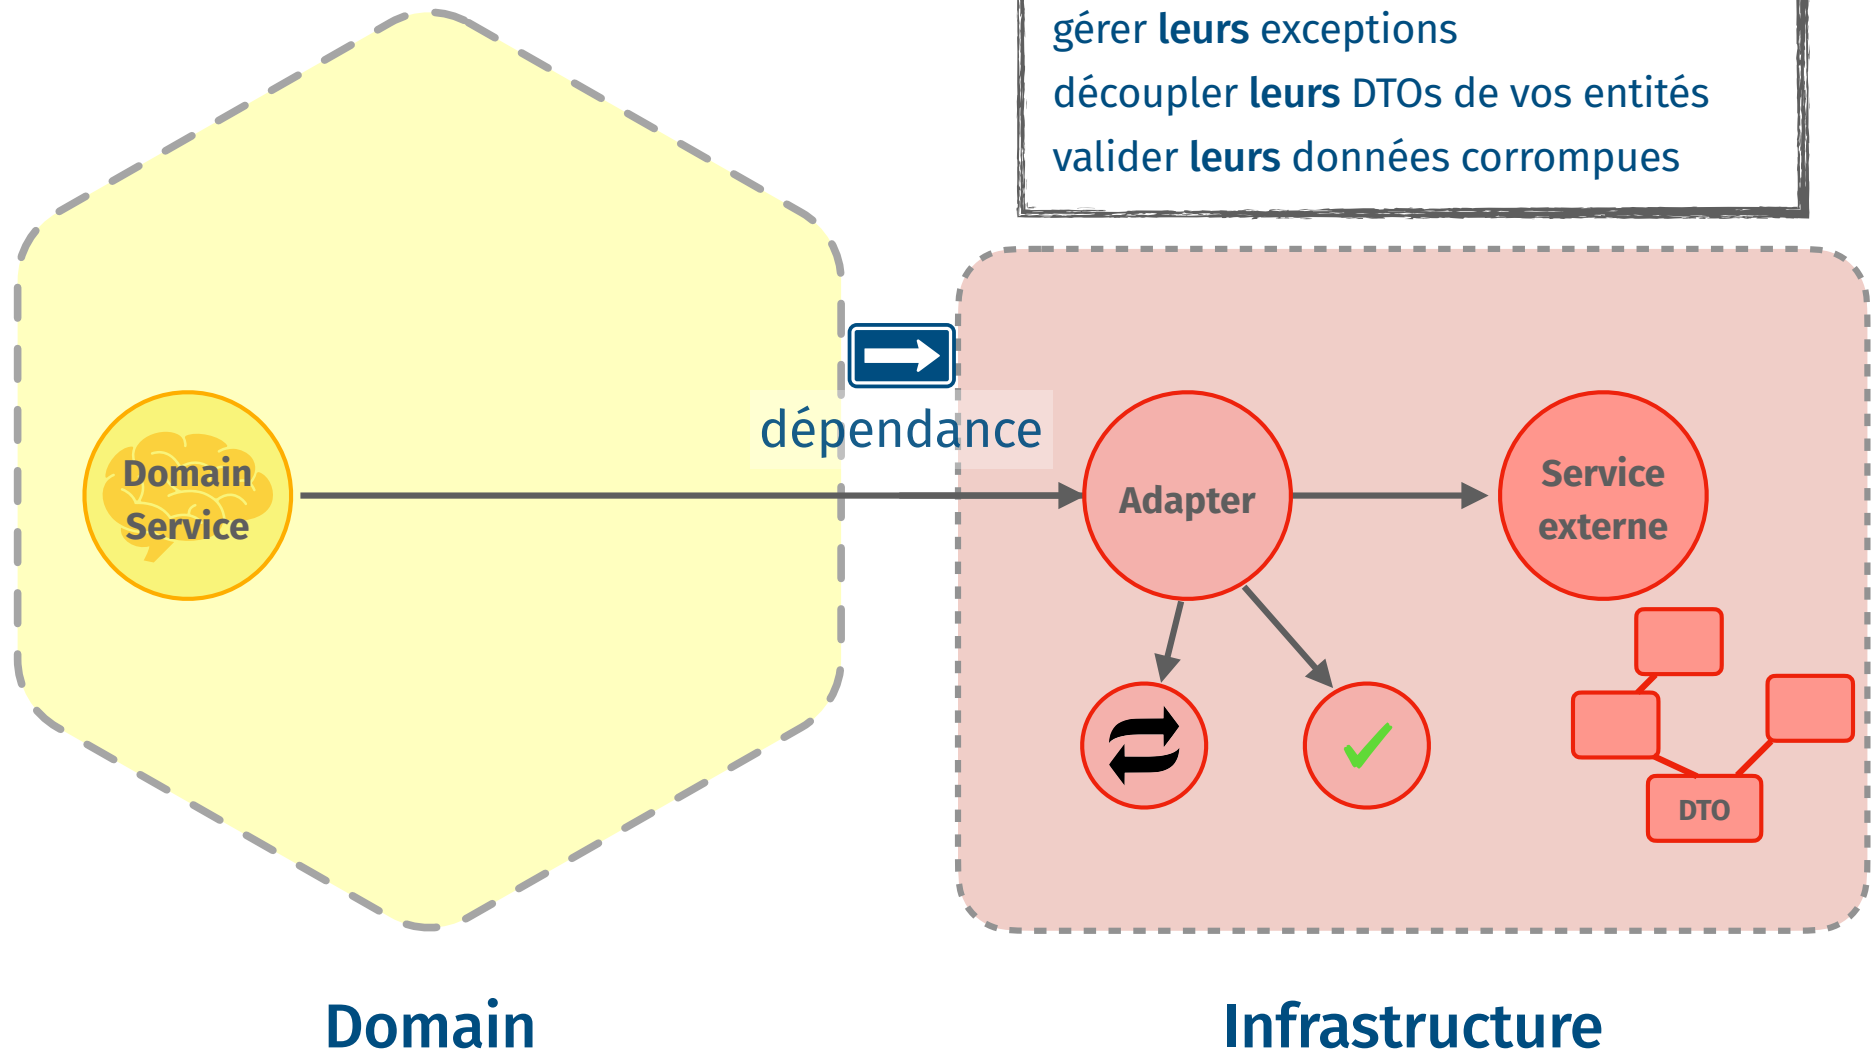 gérer leurs exceptions
découpler leurs DTOs de vos entités
valider leurs données corrompues
dépendance
Domain
Service
Adapter
Service
externe
DTO
Domain
Infrastructure